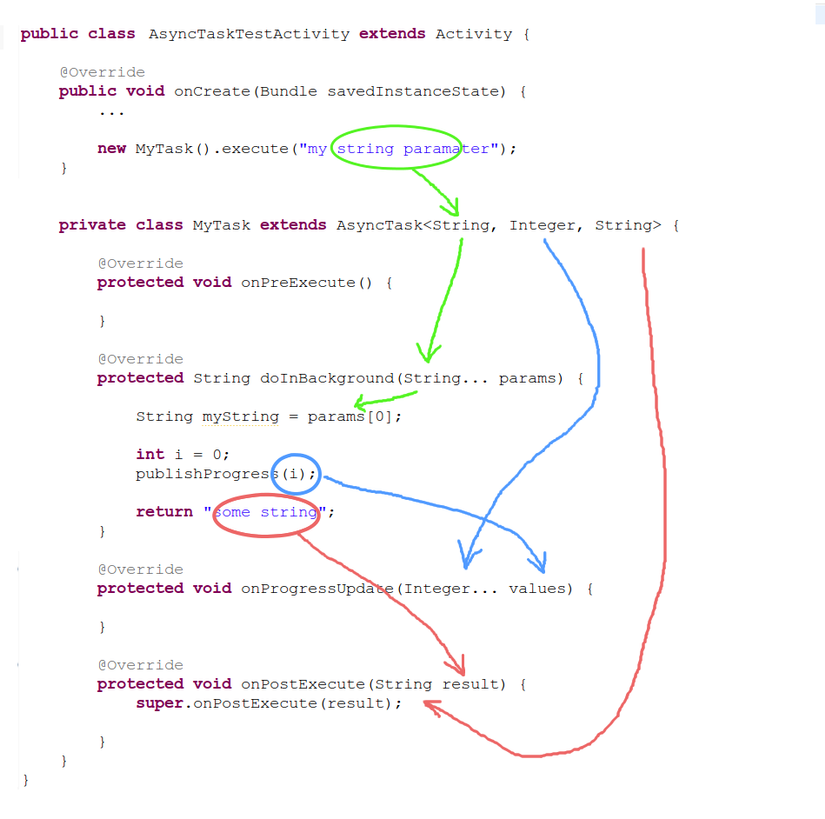 public class AsyncTaskTestActivity extends Activity {
@Override
public void onCreate(Bundle savedInstanceState) {
...
new MyTask().execute("my string paramater");
}
private class MyTask extends AsyncTask<String, Integer, String> {
@Override
protected void onPreExecute() {
}
@Override
protected String doInBackground(String... params) {
String myString = params[0];
int i = 0;
publishProgress(i);
return "some string";
}
@Override
protected void onProgressUpdate(Integer... values) {
}
@Override
protected void onPostExecute(String result) {
super.onPostExecute(result);
}
}
}